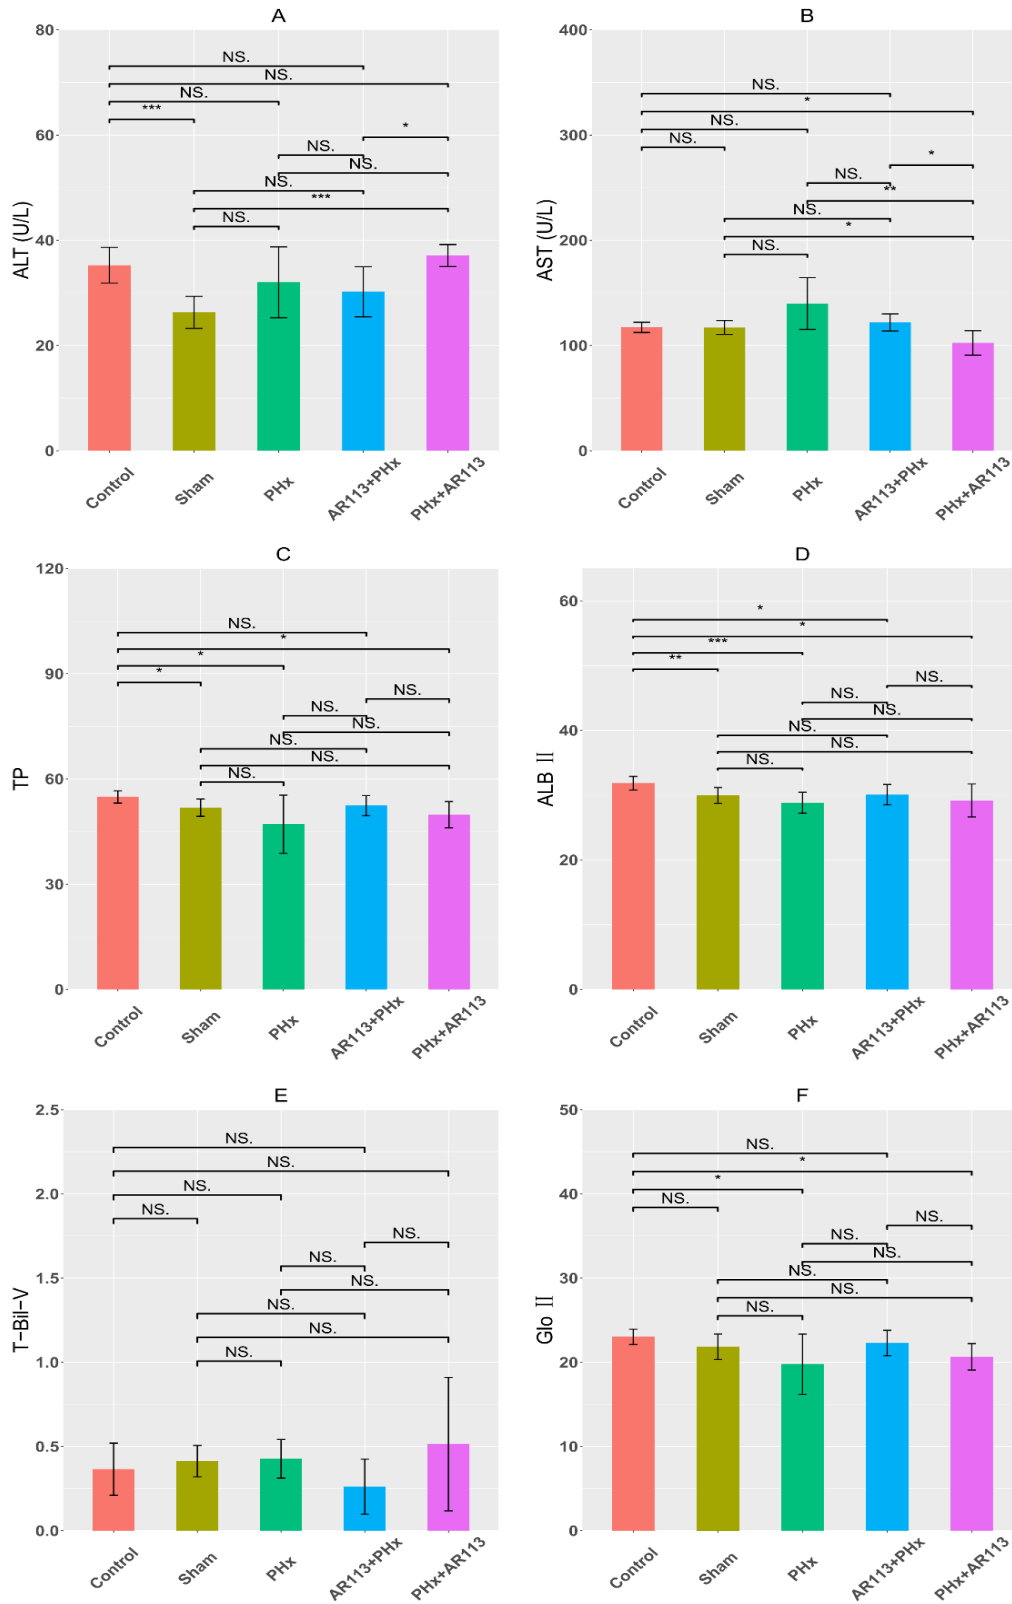 A
ALT (U/L)
80
60
40
20
0
NS.
NS.
NS.
***
*
NS.
NS.
NS.
***
NS.
Control
Sham
PHx
AR113+PHx
PHx+AR113
B
AST (U/L)
400
300
200
100
0
NS.
*
NS.
NS.
*
NS.
**
NS.
*
NS.
Control
Sham
PHx
AR113+PHx
PHx+AR113
C
TP
120
90
60
30
0
NS.
*
*
*
NS.
NS.
NS.
NS.
NS.
NS.
Control
Sham
PHx
AR113+PHx
PHx+AR113
D
ALB II
60
40
20
0
*
*
***
**
NS.
NS.
NS.
NS.
NS.
NS.
Control
Sham
PHx
AR113+PHx
PHx+AR113
E
T-Bil-V
2.5
2.0
1.5
1.0
0.5
0.0
NS.
NS.
NS.
NS.
NS.
NS.
NS.
NS.
NS.
NS.
Control
Sham
PHx
AR113+PHx
PHx+AR113
F
Glo II
50
40
30
20
10
0
NS.
*
*
NS.
NS.
NS.
NS.
NS.
NS.
NS.
Control
Sham
PHx
AR113+PHx
PHx+AR113